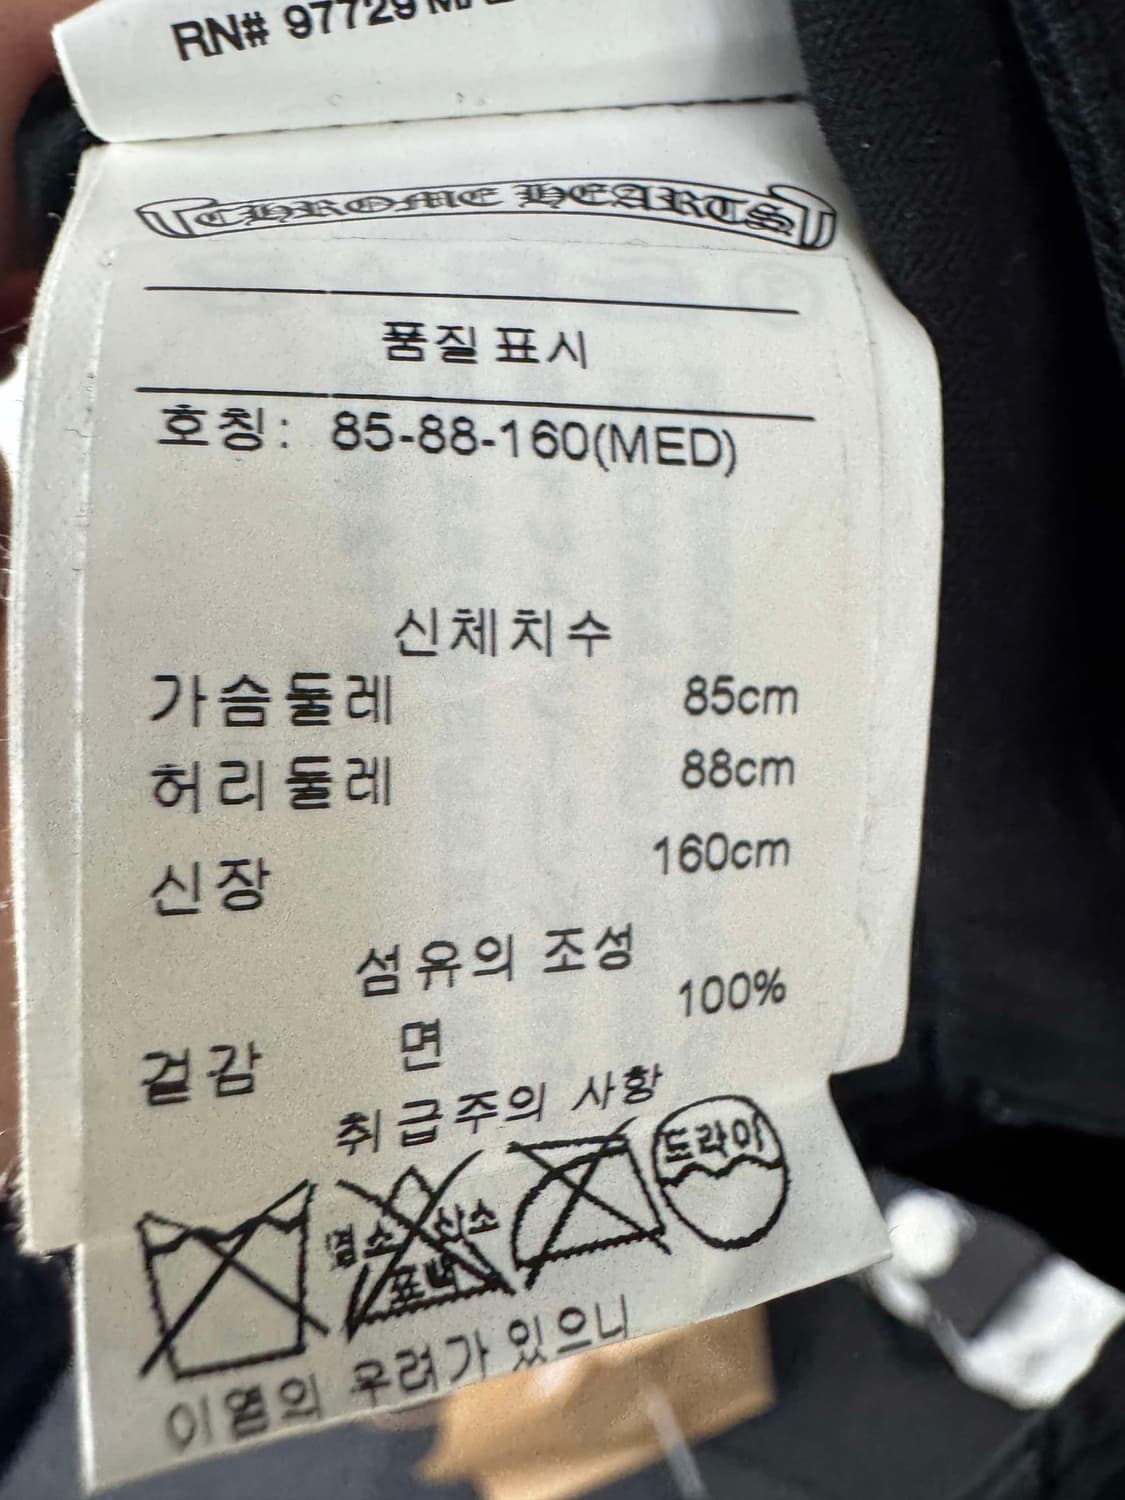 RN# 97729
CHROME HEARTS
품질표시
호칭: 85-88-160(MED)
신체치수
가슴둘레 85cm
허리둘레 88cm
신장 160cm
섬유의 조성
겉감 면 100%
취급주의 사항
염소 산소
표백
드라이
이염의 우려가 있으니